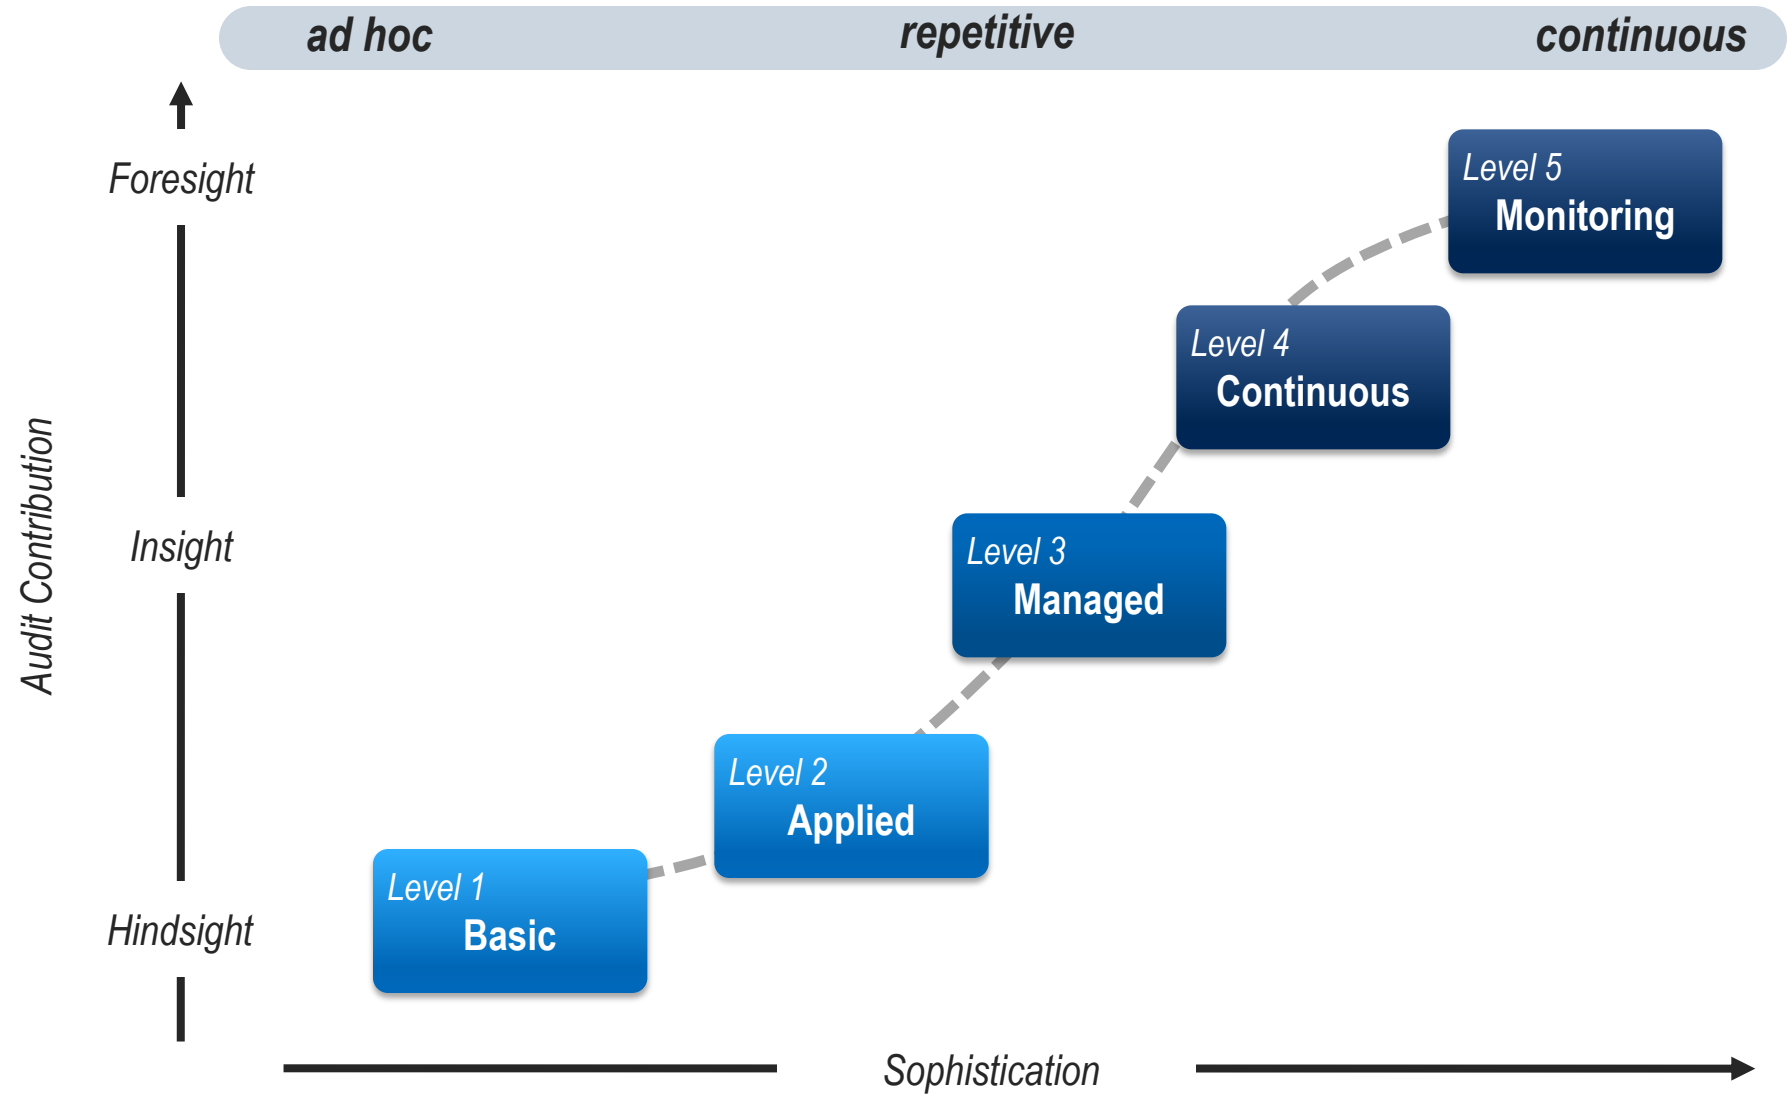 ad hoc repetitive continuous
Foresight
Level 5
Monitoring
Level 4
Continuous
Audit Contribution
Insight
Level 3
Managed
Level 2
Applied
Level 1
Basic
Hindsight
Sophistication